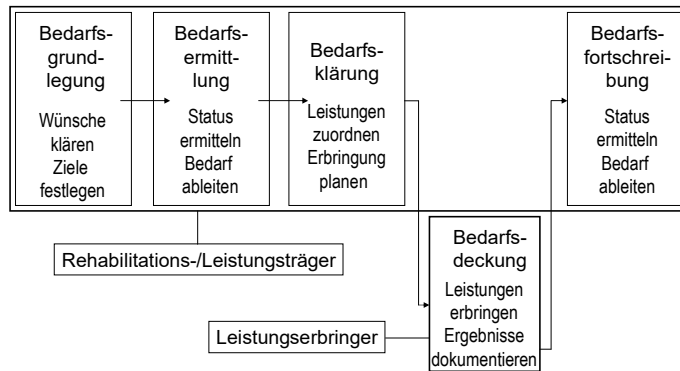 Bedarfs-
grund-
legung
Wünsche
klären
Ziele
festlegen
Bedarfs-
ermitt-
lung
Status
ermitteln
Bedarf
ableiten
Bedarfs-
klärung
Leistungen
zuordnen
Erbringung
planen
Bedarfs-
fortschrei-
bung
Status
ermitteln
Bedarf
ableiten
Rehabilitations-/Leistungsträger
Bedarfs-
deckung
Leistungen
erbringen
Ergebnisse
dokumentieren
Leistungserbringer